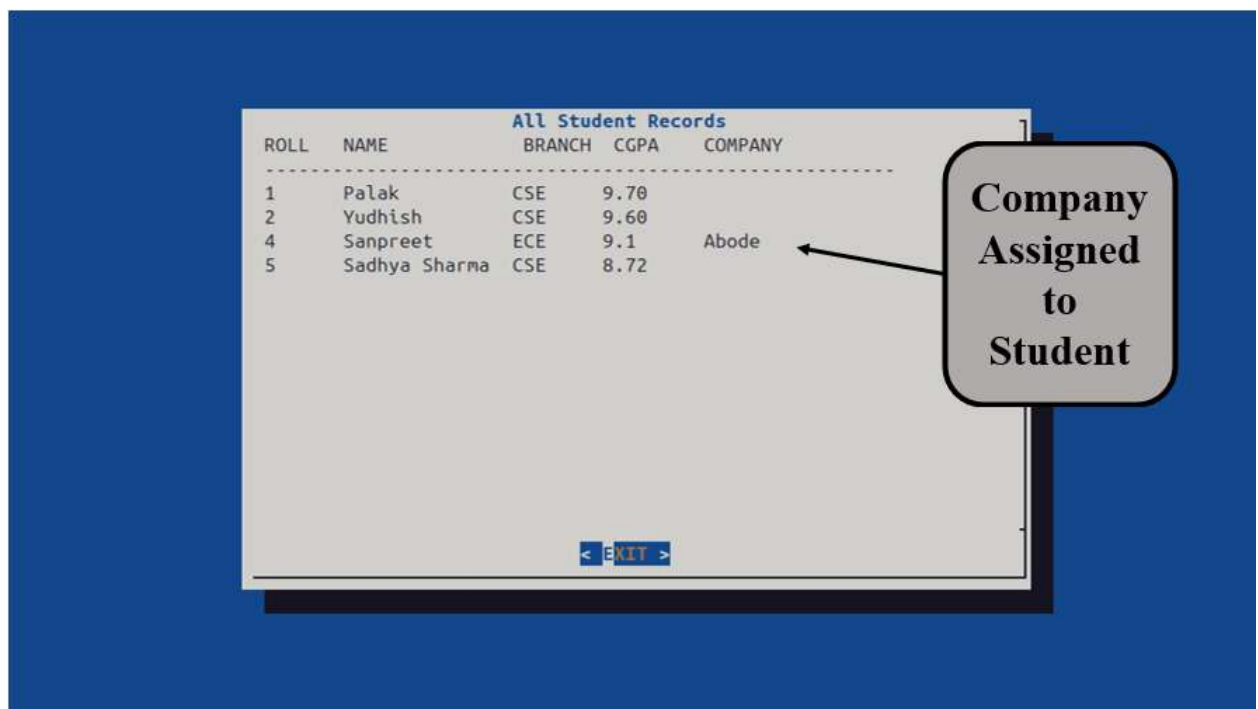 All Student Records
ROLL NAME BRANCH CGPA COMPANY
--------------------------------------------------------
1 Palak CSE 9.70
2 Yudhish CSE 9.60
4 Sanpreet ECE 9.1 Abode
5 Sadhya Sharma CSE 8.72
< EXIT >
Company
Assigned
to
Student